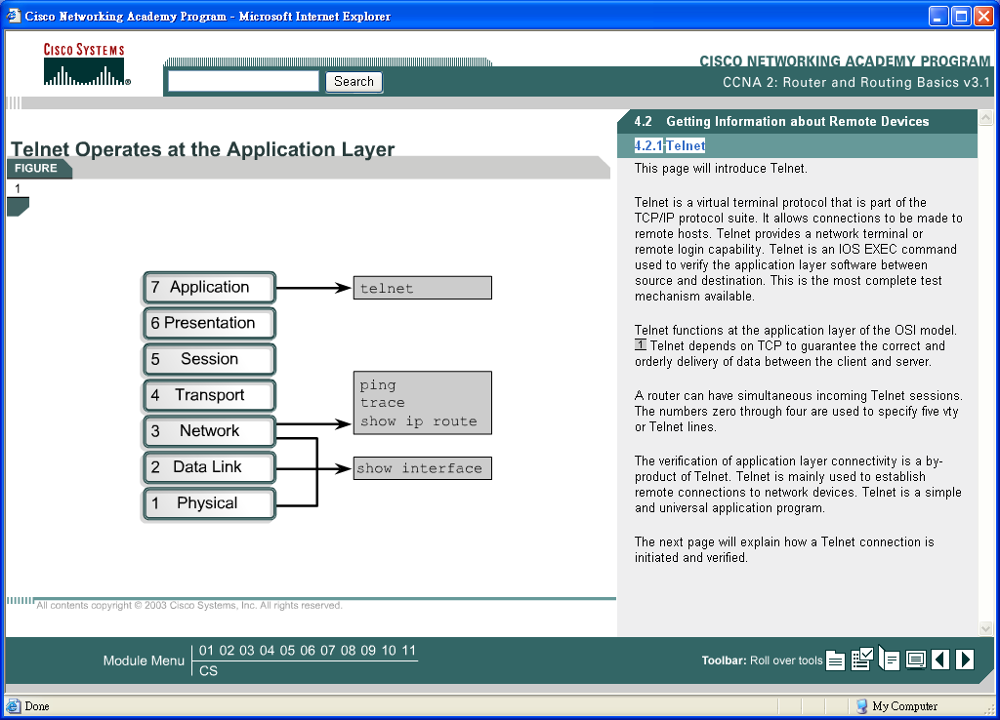 Cisco Networking Academy Program - Microsoft Internet Explorer
CISCO SYSTEMS
®
Search
CISCO NETWORKING ACADEMY PROGRAM
CCNA 2: Router and Routing Basics v3.1
Telnet Operates at the Application Layer
FIGURE
1
7 Application
telnet
6 Presentation
5 Session
4 Transport
ping
trace
show ip route
3 Network
2 Data Link
show interface
1 Physical
All contents copyright © 2003 Cisco Systems, Inc. All rights reserved.
4.2 Getting Information about Remote Devices
4.2.1 Telnet
This page will introduce Telnet.
Telnet is a virtual terminal protocol that is part of the
TCP/IP protocol suite. It allows connections to be made to
remote hosts. Telnet provides a network terminal or
remote login capability. Telnet is an IOS EXEC command
used to verify the application layer software between
source and destination. This is the most complete test
mechanism available.
Telnet functions at the application layer of the OSI model.
1 Telnet depends on TCP to guarantee the correct and
orderly delivery of data between the client and server.
A router can have simultaneous incoming Telnet sessions.
The numbers zero through four are used to specify five vty
or Telnet lines.
The verification of application layer connectivity is a by-
product of Telnet. Telnet is mainly used to establish
remote connections to network devices. Telnet is a simple
and universal application program.
The next page will explain how a Telnet connection is
initiated and verified.
Module Menu
01 02 03 04 05 06 07 08 09 10 11
CS
Toolbar: Roll over tools
Done
My Computer